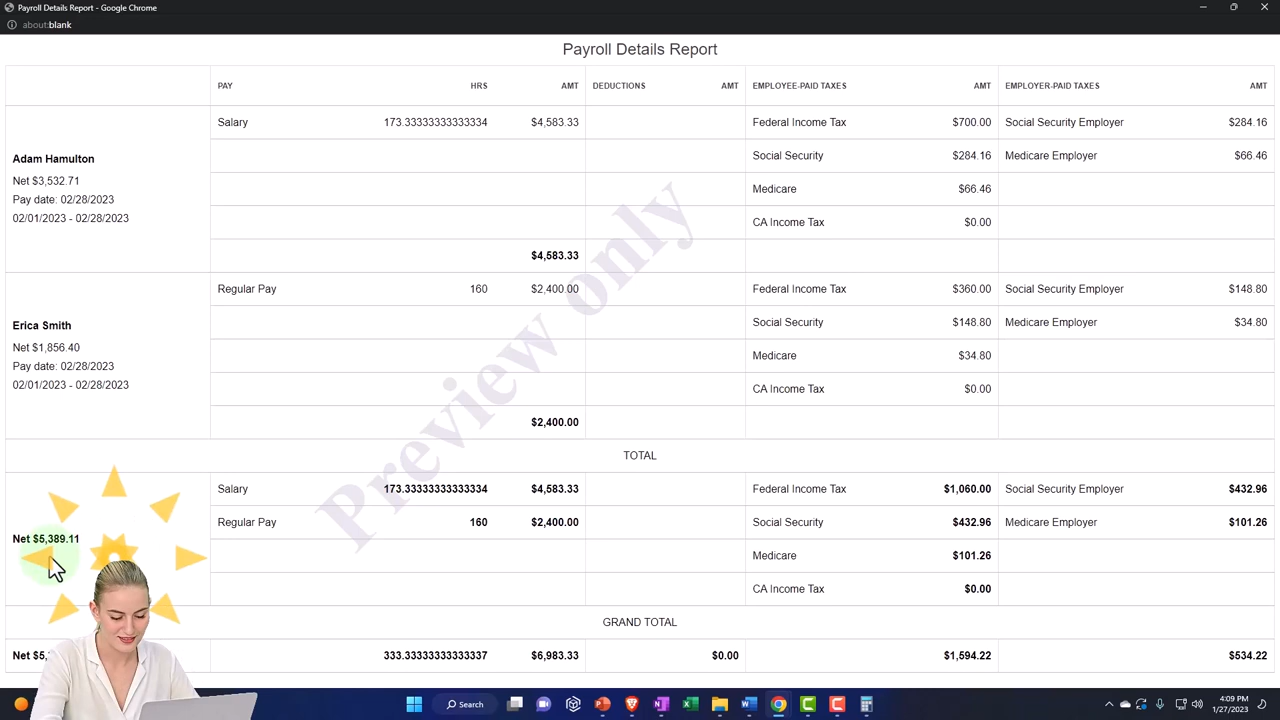 Payroll Details Report - Google Chrome
about:blank
Payroll Details Report
PAY HRS AMT DEDUCTIONS AMT EMPLOYEE-PAID TAXES AMT EMPLOYER-PAID TAXES AMT
Salary 173.33333333333334 $4,583.33 Federal Income Tax $700.00 Social Security Employer $284.16
Social Security $284.16 Medicare Employer $66.46
Adam Hamulton
Net $3,532.71
Medicare $66.46
Pay date: 02/28/2023
02/01/2023 - 02/28/2023
CA Income Tax $0.00
$4,583.33
Regular Pay 160 $2,400.00 Federal Income Tax $360.00 Social Security Employer $148.80
Erica Smith
Social Security $148.80 Medicare Employer $34.80
Net $1,856.40
Medicare $34.80
Pay date: 02/28/2023
02/01/2023 - 02/28/2023
CA Income Tax $0.00
$2,400.00
Preview only
TOTAL
Salary 173.33333333333334 $4,583.33 Federal Income Tax $1,060.00 Social Security Employer $432.96
Regular Pay 160 $2,400.00 Social Security $432.96 Medicare Employer $101.26
Net $5,389.11
Medicare $101.26
CA Income Tax $0.00
GRAND TOTAL
Net 333.33333333333337 $6,983.33 $0.00 $1,594.22 $534.22
Search
4:09 PM
1/27/2023